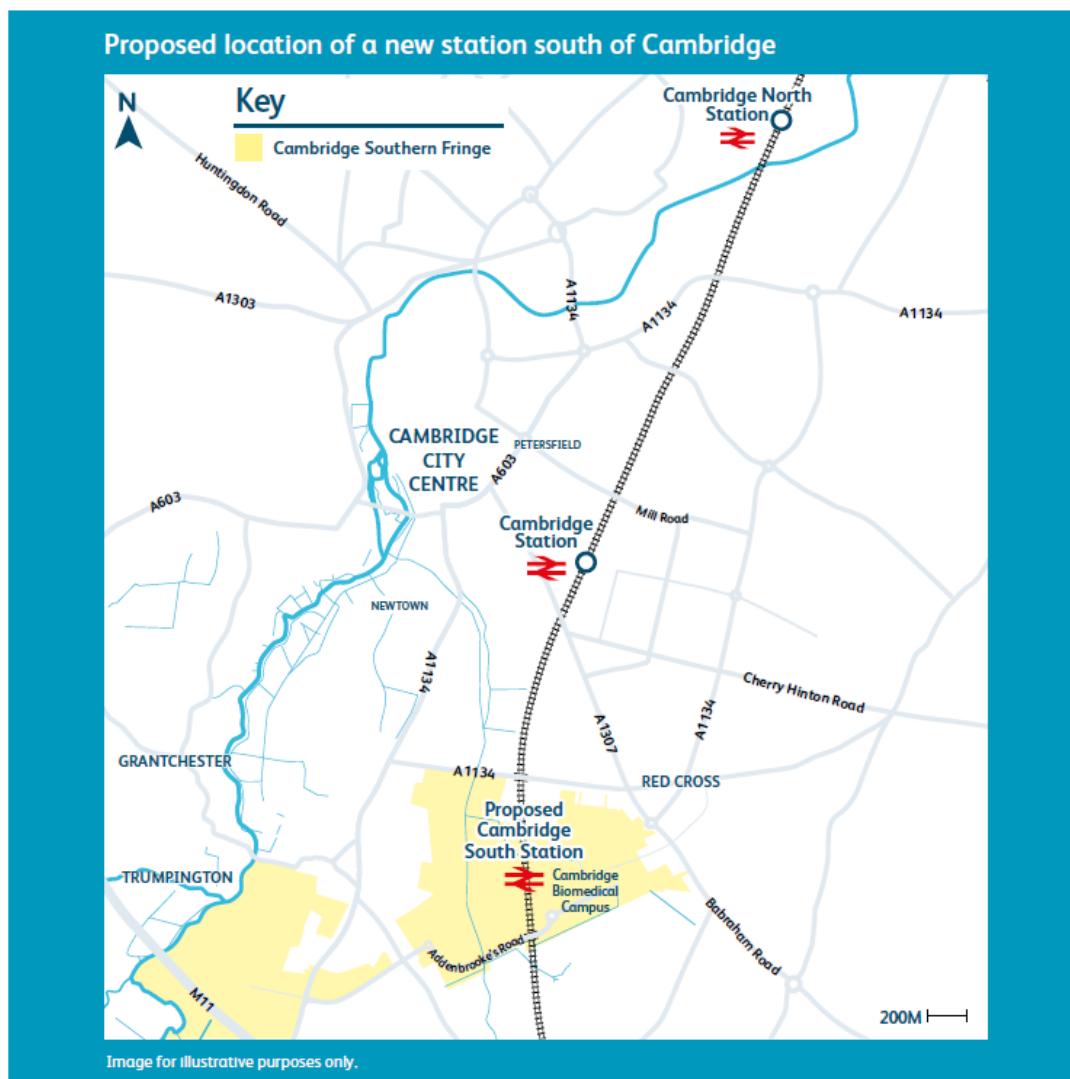 Proposed location of a new station south of Cambridge
N
Key
Cambridge Southern Fringe
Cambridge North
Station
Huntingdon Road
A1303
A1134
A1134
A1134
CAMBRIDGE
CITY
CENTRE
PETERSFIELD
A603
A603
Mill Road
Cambridge
Station
NEWTOWN
A1134
Cherry Hinton Road
A1134
A1307
GRANTCHESTER
A1134
RED CROSS
Proposed
Cambridge
South Station
TRUMPINGTON
Cambridge
Biomedical
Campus
Babraham Road
Addenbrooke's Road
M11
200M
Image for illustrative purposes only.